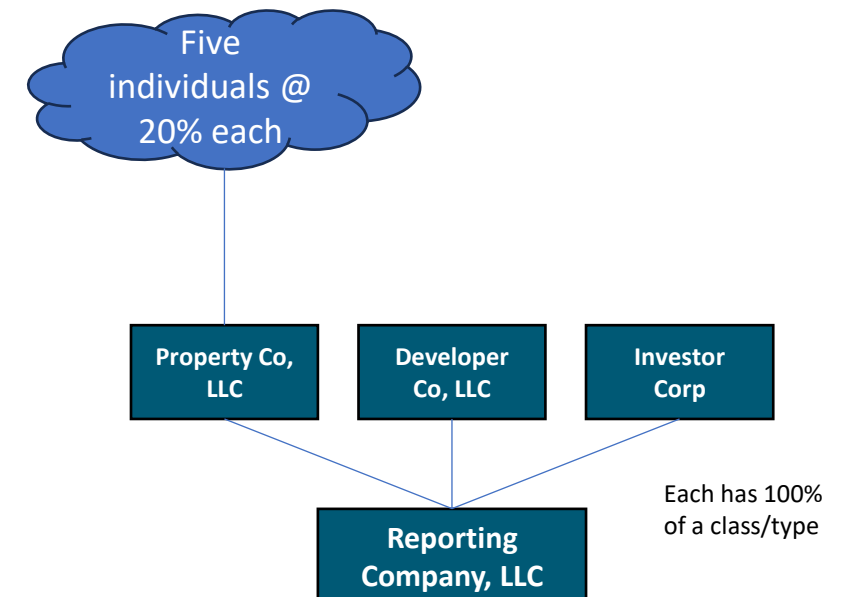 Five
individuals @
20% each
Property Co,
LLC
Developer
Co, LLC
Investor
Corp
Each has 100%
of a class/type
Reporting
Company, LLC